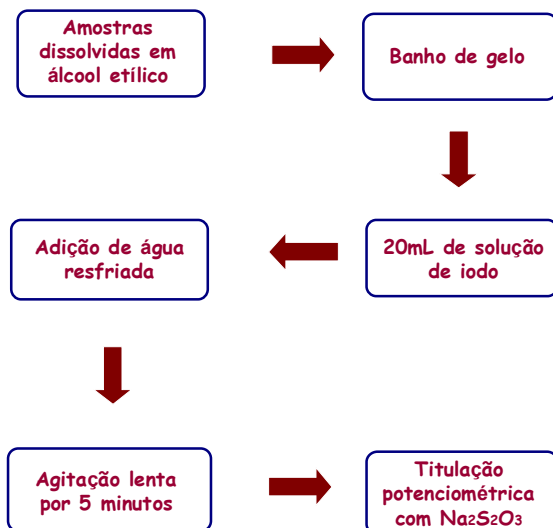 Amostras
dissolvidas em
álcool etílico
Banho de gelo
20mL de solução
de iodo
Adição de água
resfriada
Agitação lenta
por 5 minutos
Titulação
potenciométrica
com Na2S2O3